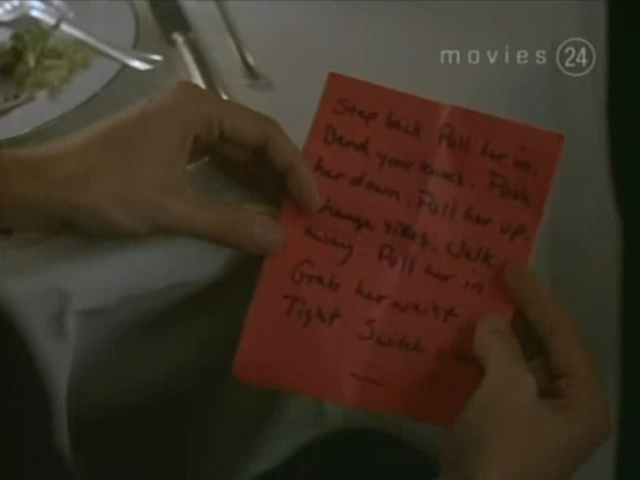 movies 24
Step back. Pull her in.
Bend your knees. Push
her down. Pull her up.
hange sides. Walk
away. Pull her in.
Grab her waist
Tight. Switch